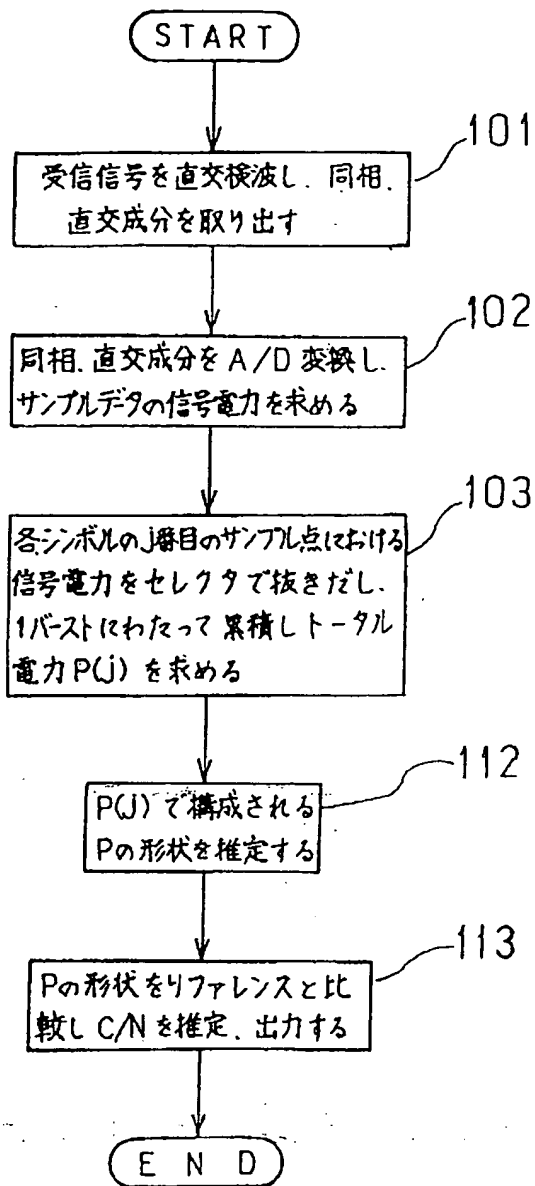 START
101
受信信号を直交検波し、同相、
直交成分を取り出す
102
同相、直交成分をA/D変換し、
サンプルデータの信号電力を求める
103
各シンボルのj番目のサンプル点における
信号電力をセレクタで抜きだし、
1バーストにわたって累積しトータル
電力P(j)を求める
112
P(j)で構成される
Pの形状を推定する
113
Pの形状をリファレンスと比
較しC/Nを推定、出力する
END